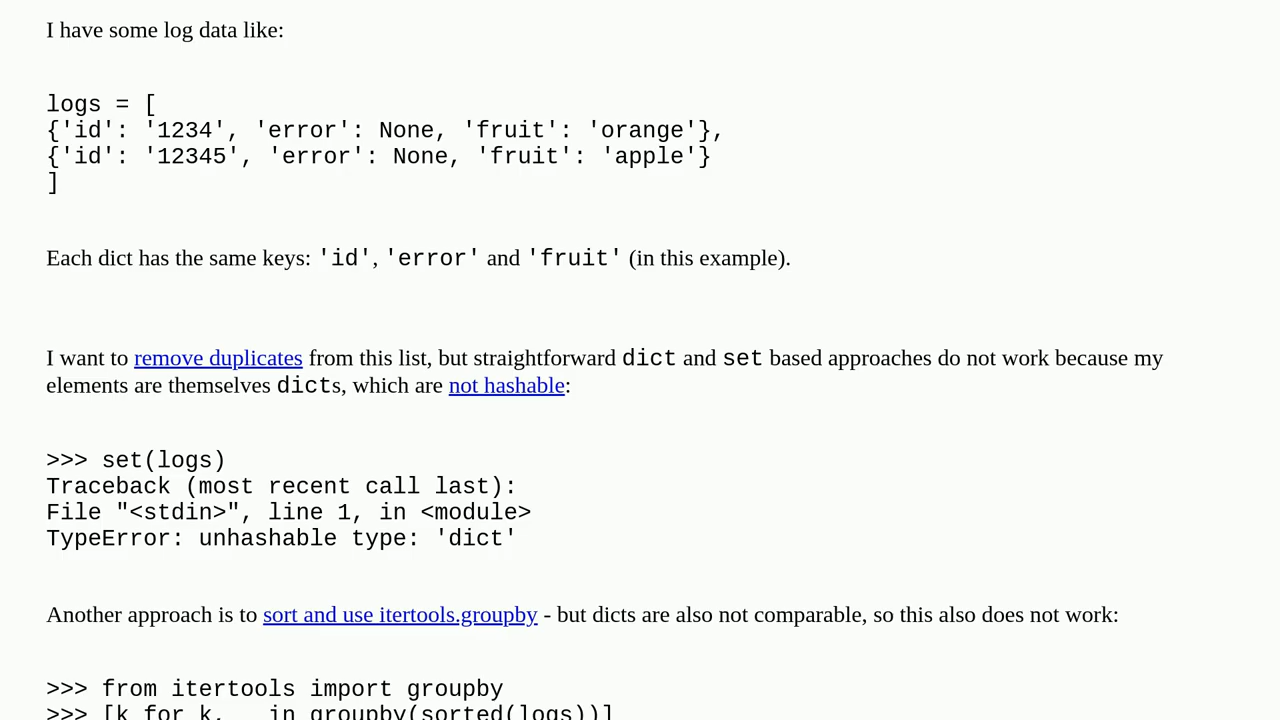 I have some log data like:
logs = [
{'id': '1234', 'error': None, 'fruit': 'orange'},
{'id': '12345', 'error': None, 'fruit': 'apple'}
]
Each dict has the same keys: 'id', 'error' and 'fruit' (in this example).
I want to remove duplicates from this list, but straightforward dict and set based approaches do not work because my
elements are themselves dicts, which are not hashable:
>>> set(logs)
Traceback (most recent call last):
File "<stdin>", line 1, in <module>
TypeError: unhashable type: 'dict'
Another approach is to sort and use itertools.groupby - but dicts are also not comparable, so this also does not work:
>>> from itertools import groupby
>>> [k for k, _ in groupby(sorted(logs))]